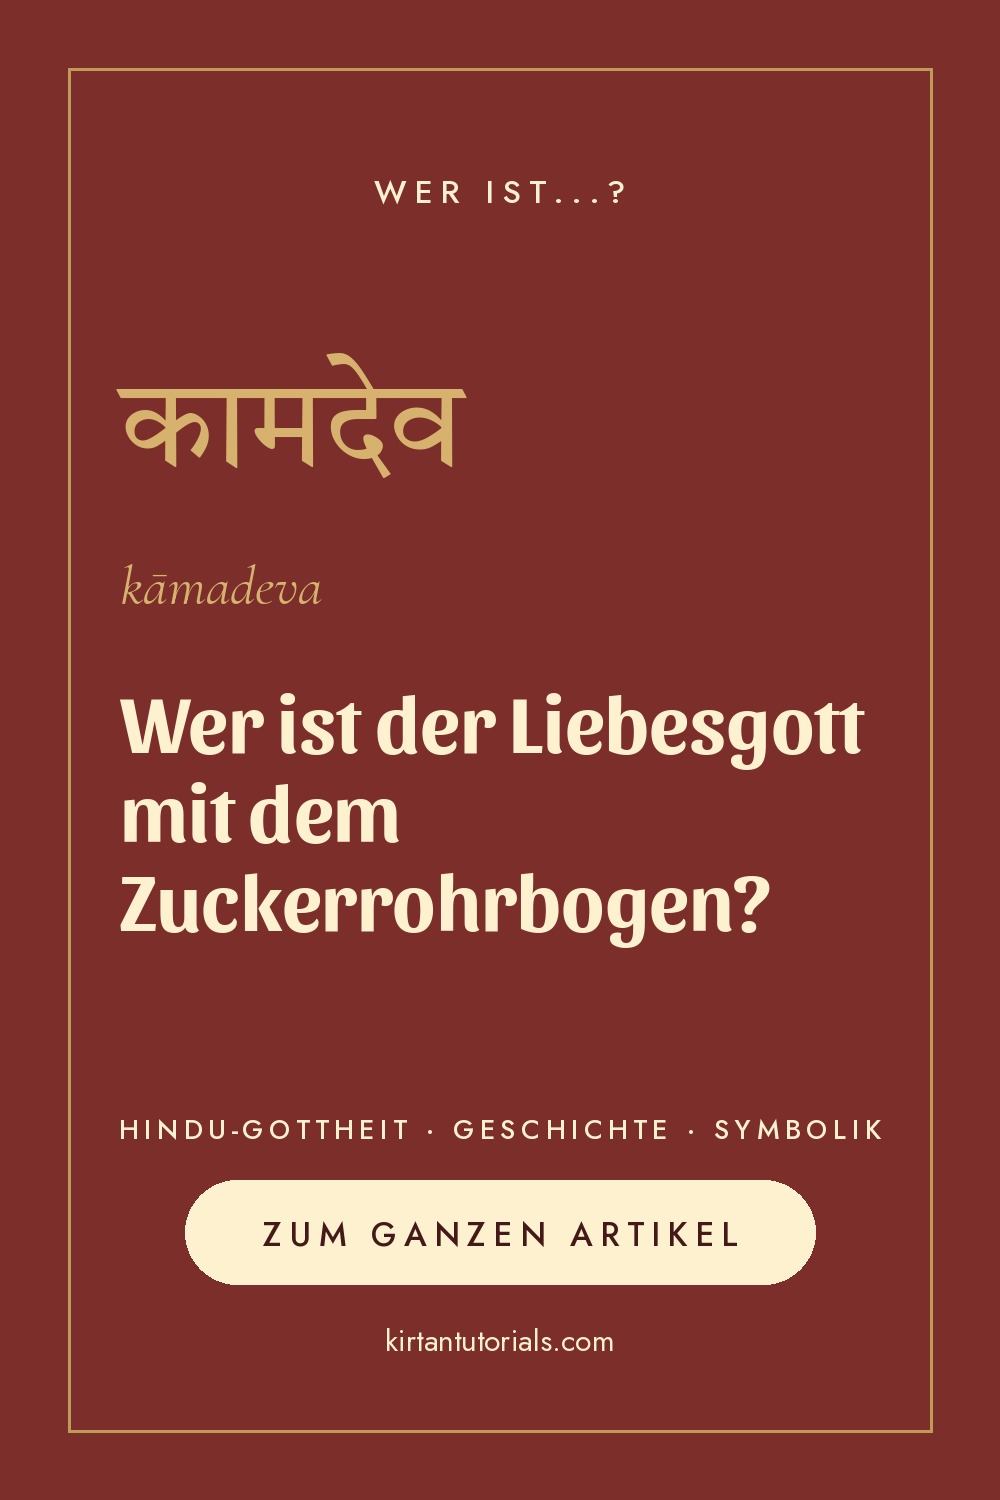 WER IST...?
कामदेव
kāmadeva
Wer ist der Liebesgott
mit dem
Zuckerrohrbogen?
HINDU-GOTTHEIT · GESCHICHTE · SYMBOLIK
ZUM GANZEN ARTIKEL
kirtantutorials.com